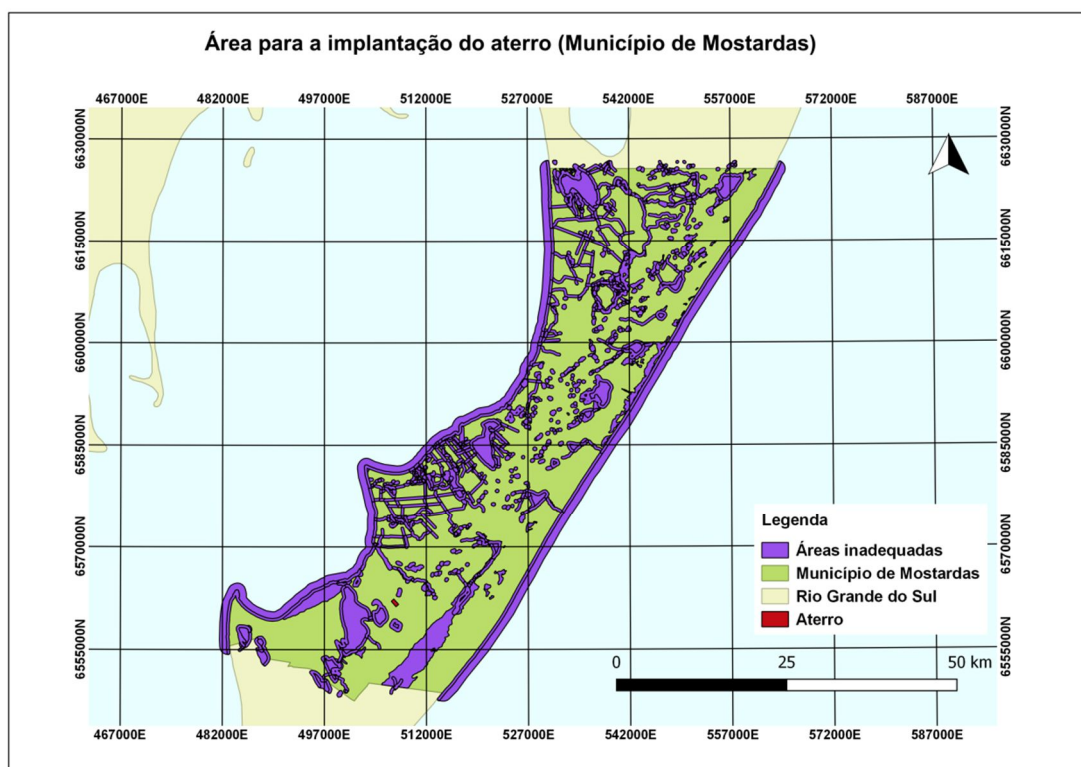 Área para a implantação do aterro (Município de Mostardas)
467000E 482000E 497000E 512000E 527000E 542000E 557000E 572000E 587000E
6630000N 6630000N
6615000N 6615000N
6600000N 6600000N
6585000N 6585000N
6570000N 6570000N
6555000N 6555000N
Legenda
Áreas inadequadas
Município de Mostardas
Rio Grande do Sul
Aterro
0 25 50 km
467000E 482000E 497000E 512000E 527000E 542000E 557000E 572000E 587000E